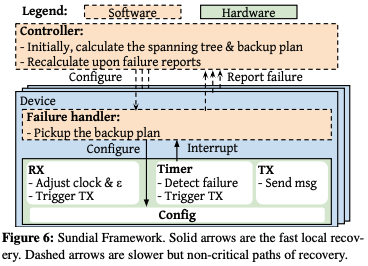 Legend: Software Hardware
Controller:
- Initially, calculate the spanning tree & backup plan
- Recalculate upon failure reports
Configure Report failure
Device
Failure handler:
- Pickup the backup plan
Configure Interrupt
RX Timer TX
- Adjust clock & ε - Detect failure - Send msg
- Trigger TX - Trigger TX
Config
Figure 6: Sundial Framework. Solid arrows are the fast local recov-
ery. Dashed arrows are slower but non-critical paths of recovery.